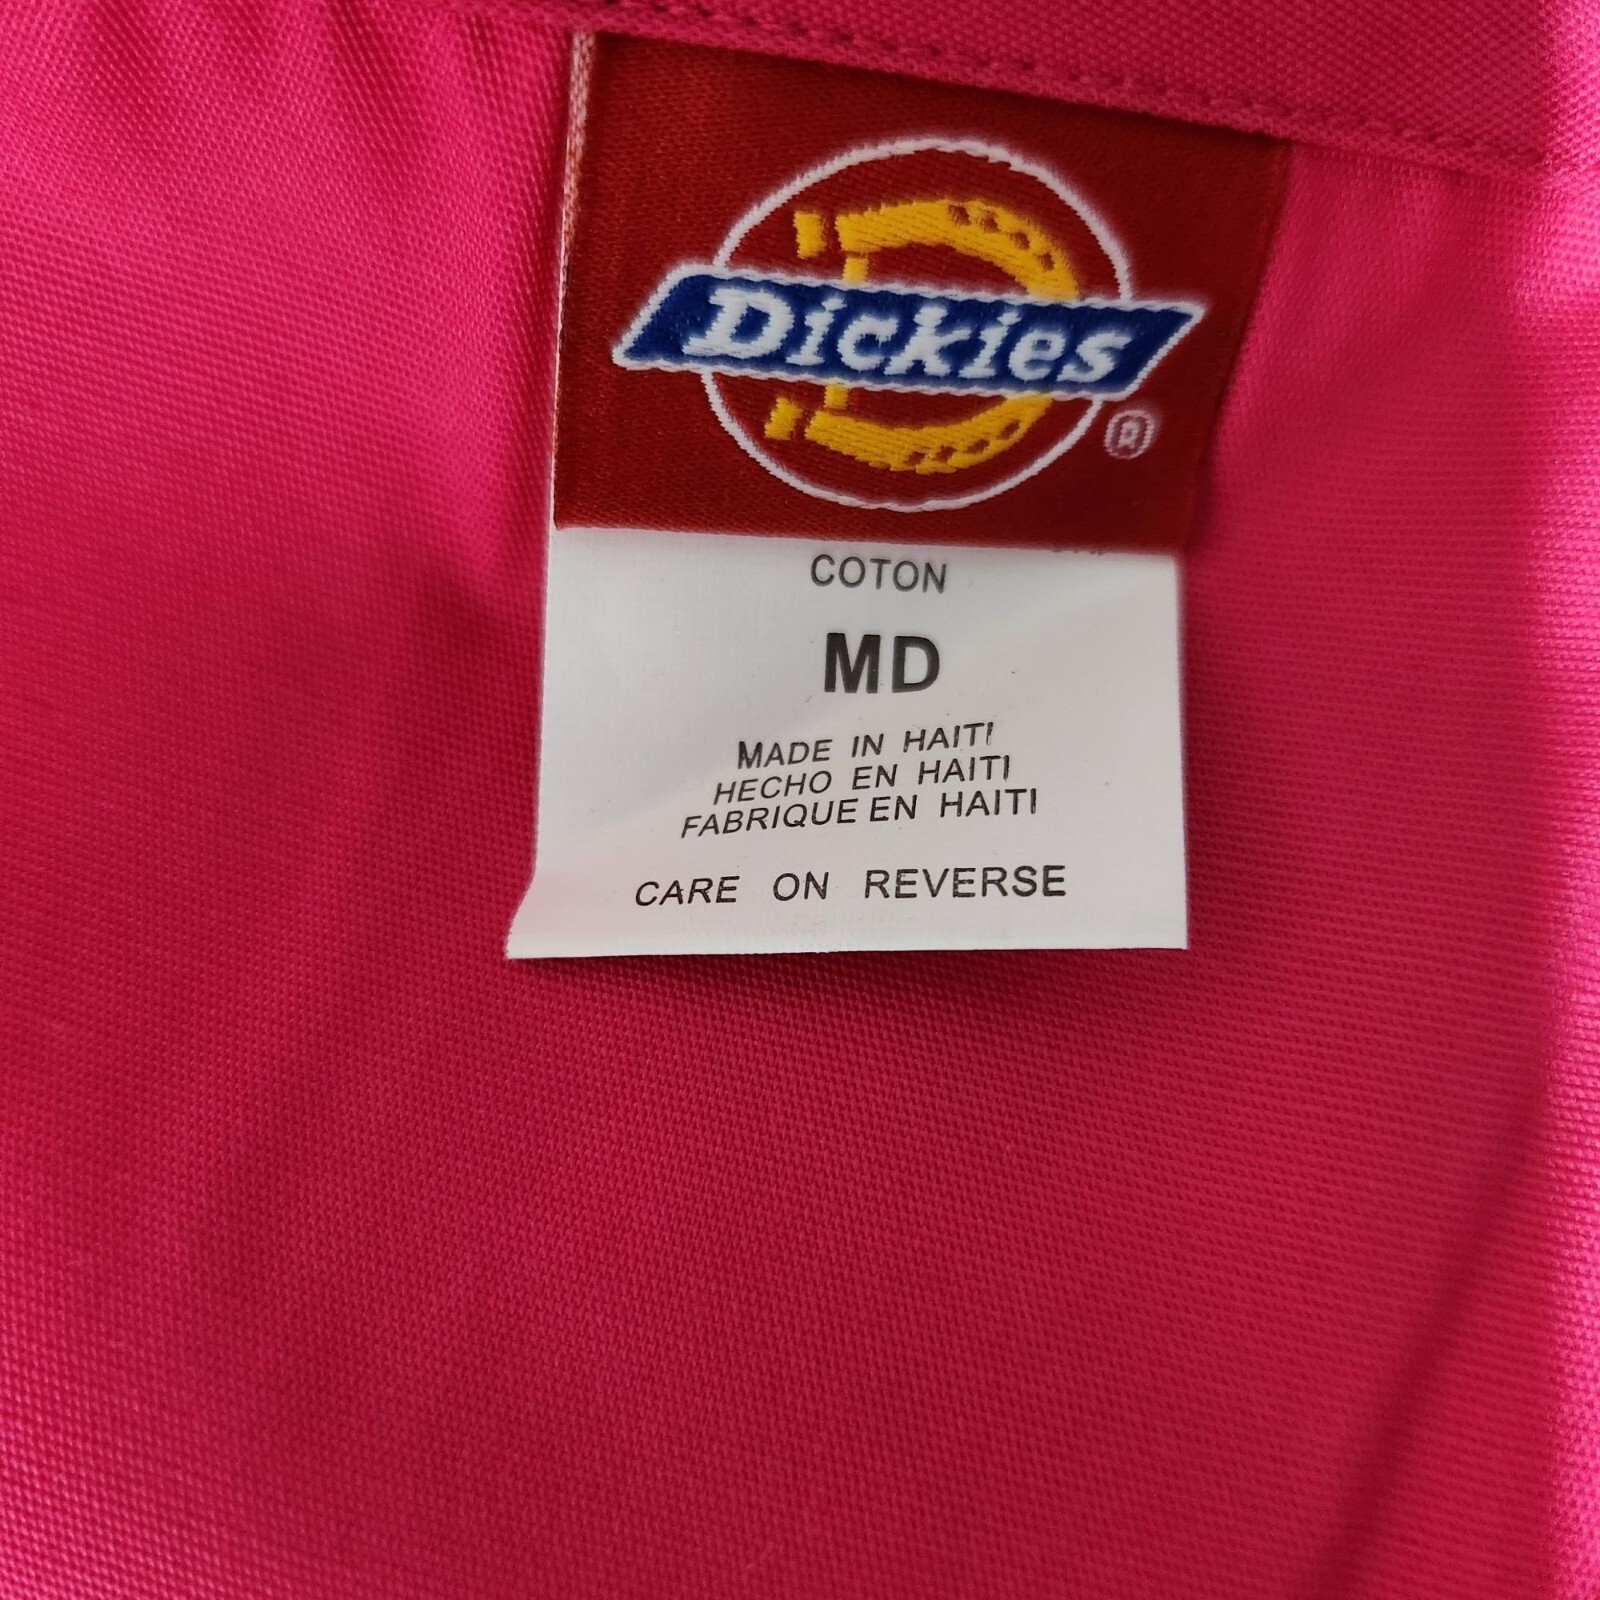 Dickies
®
COTON
MD
MADE IN HAITI
HECHO EN HAITI
FABRIQUE EN HAITI
CARE ON REVERSE